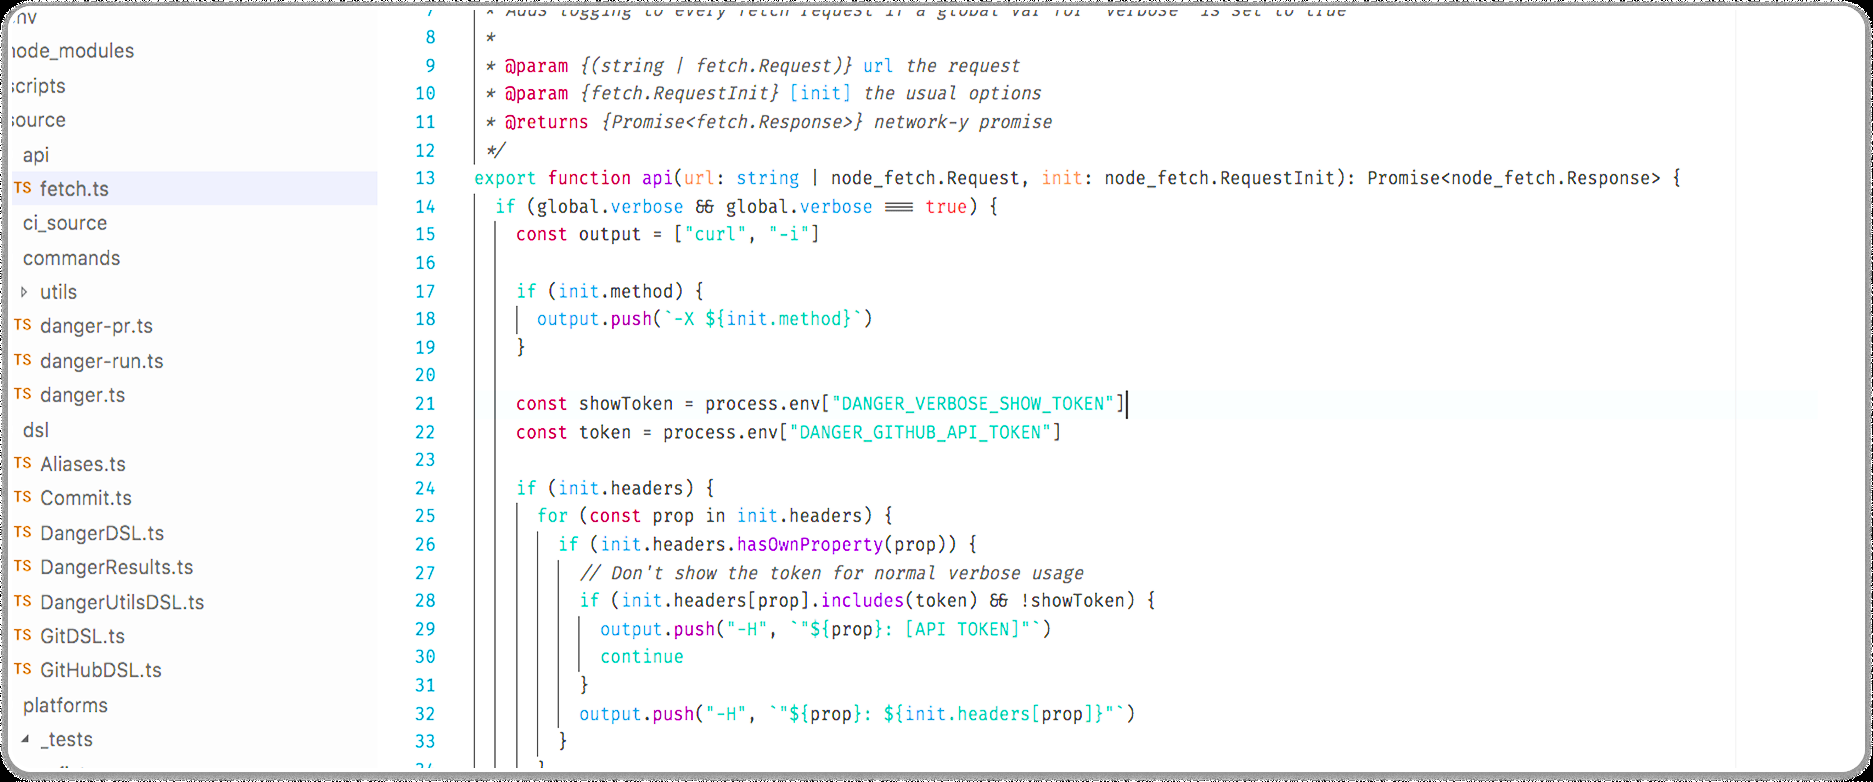 .nv
node_modules
scripts
source
api
TS fetch.ts
ci_source
commands
utils
TS danger-pr.ts
TS danger-run.ts
TS danger.ts
dsl
TS Aliases.ts
TS Commit.ts
TS DangerDSL.ts
TS DangerResults.ts
TS DangerUtilsDSL.ts
TS GitDSL.ts
TS GitHubDSL.ts
platforms
_tests
7 * Adds logging to every fetch request if a global var for `verbose` is set to true
8 *
9 * @param {(string | fetch.Request)} url the request
10 * @param {fetch.RequestInit} [init] the usual options
11 * @returns {Promise<fetch.Response>} network-y promise
12 */
13 export function api(url: string | node_fetch.Request, init: node_fetch.RequestInit): Promise<node_fetch.Response> {
14 if (global.verbose && global.verbose === true) {
15 const output = ["curl", "-i"]
16
17 if (init.method) {
18 output.push(`-X ${init.method}`)
19 }
20
21 const showToken = process.env["DANGER_VERBOSE_SHOW_TOKEN"]
22 const token = process.env["DANGER_GITHUB_API_TOKEN"]
23
24 if (init.headers) {
25 for (const prop in init.headers) {
26 if (init.headers.hasOwnProperty(prop)) {
27 // Don't show the token for normal verbose usage
28 if (init.headers[prop].includes(token) && !showToken) {
29 output.push("-H", `"${prop}: [API TOKEN]"`)
30 continue
31 }
32 output.push("-H", `"${prop}: ${init.headers[prop]}"`)
33 }